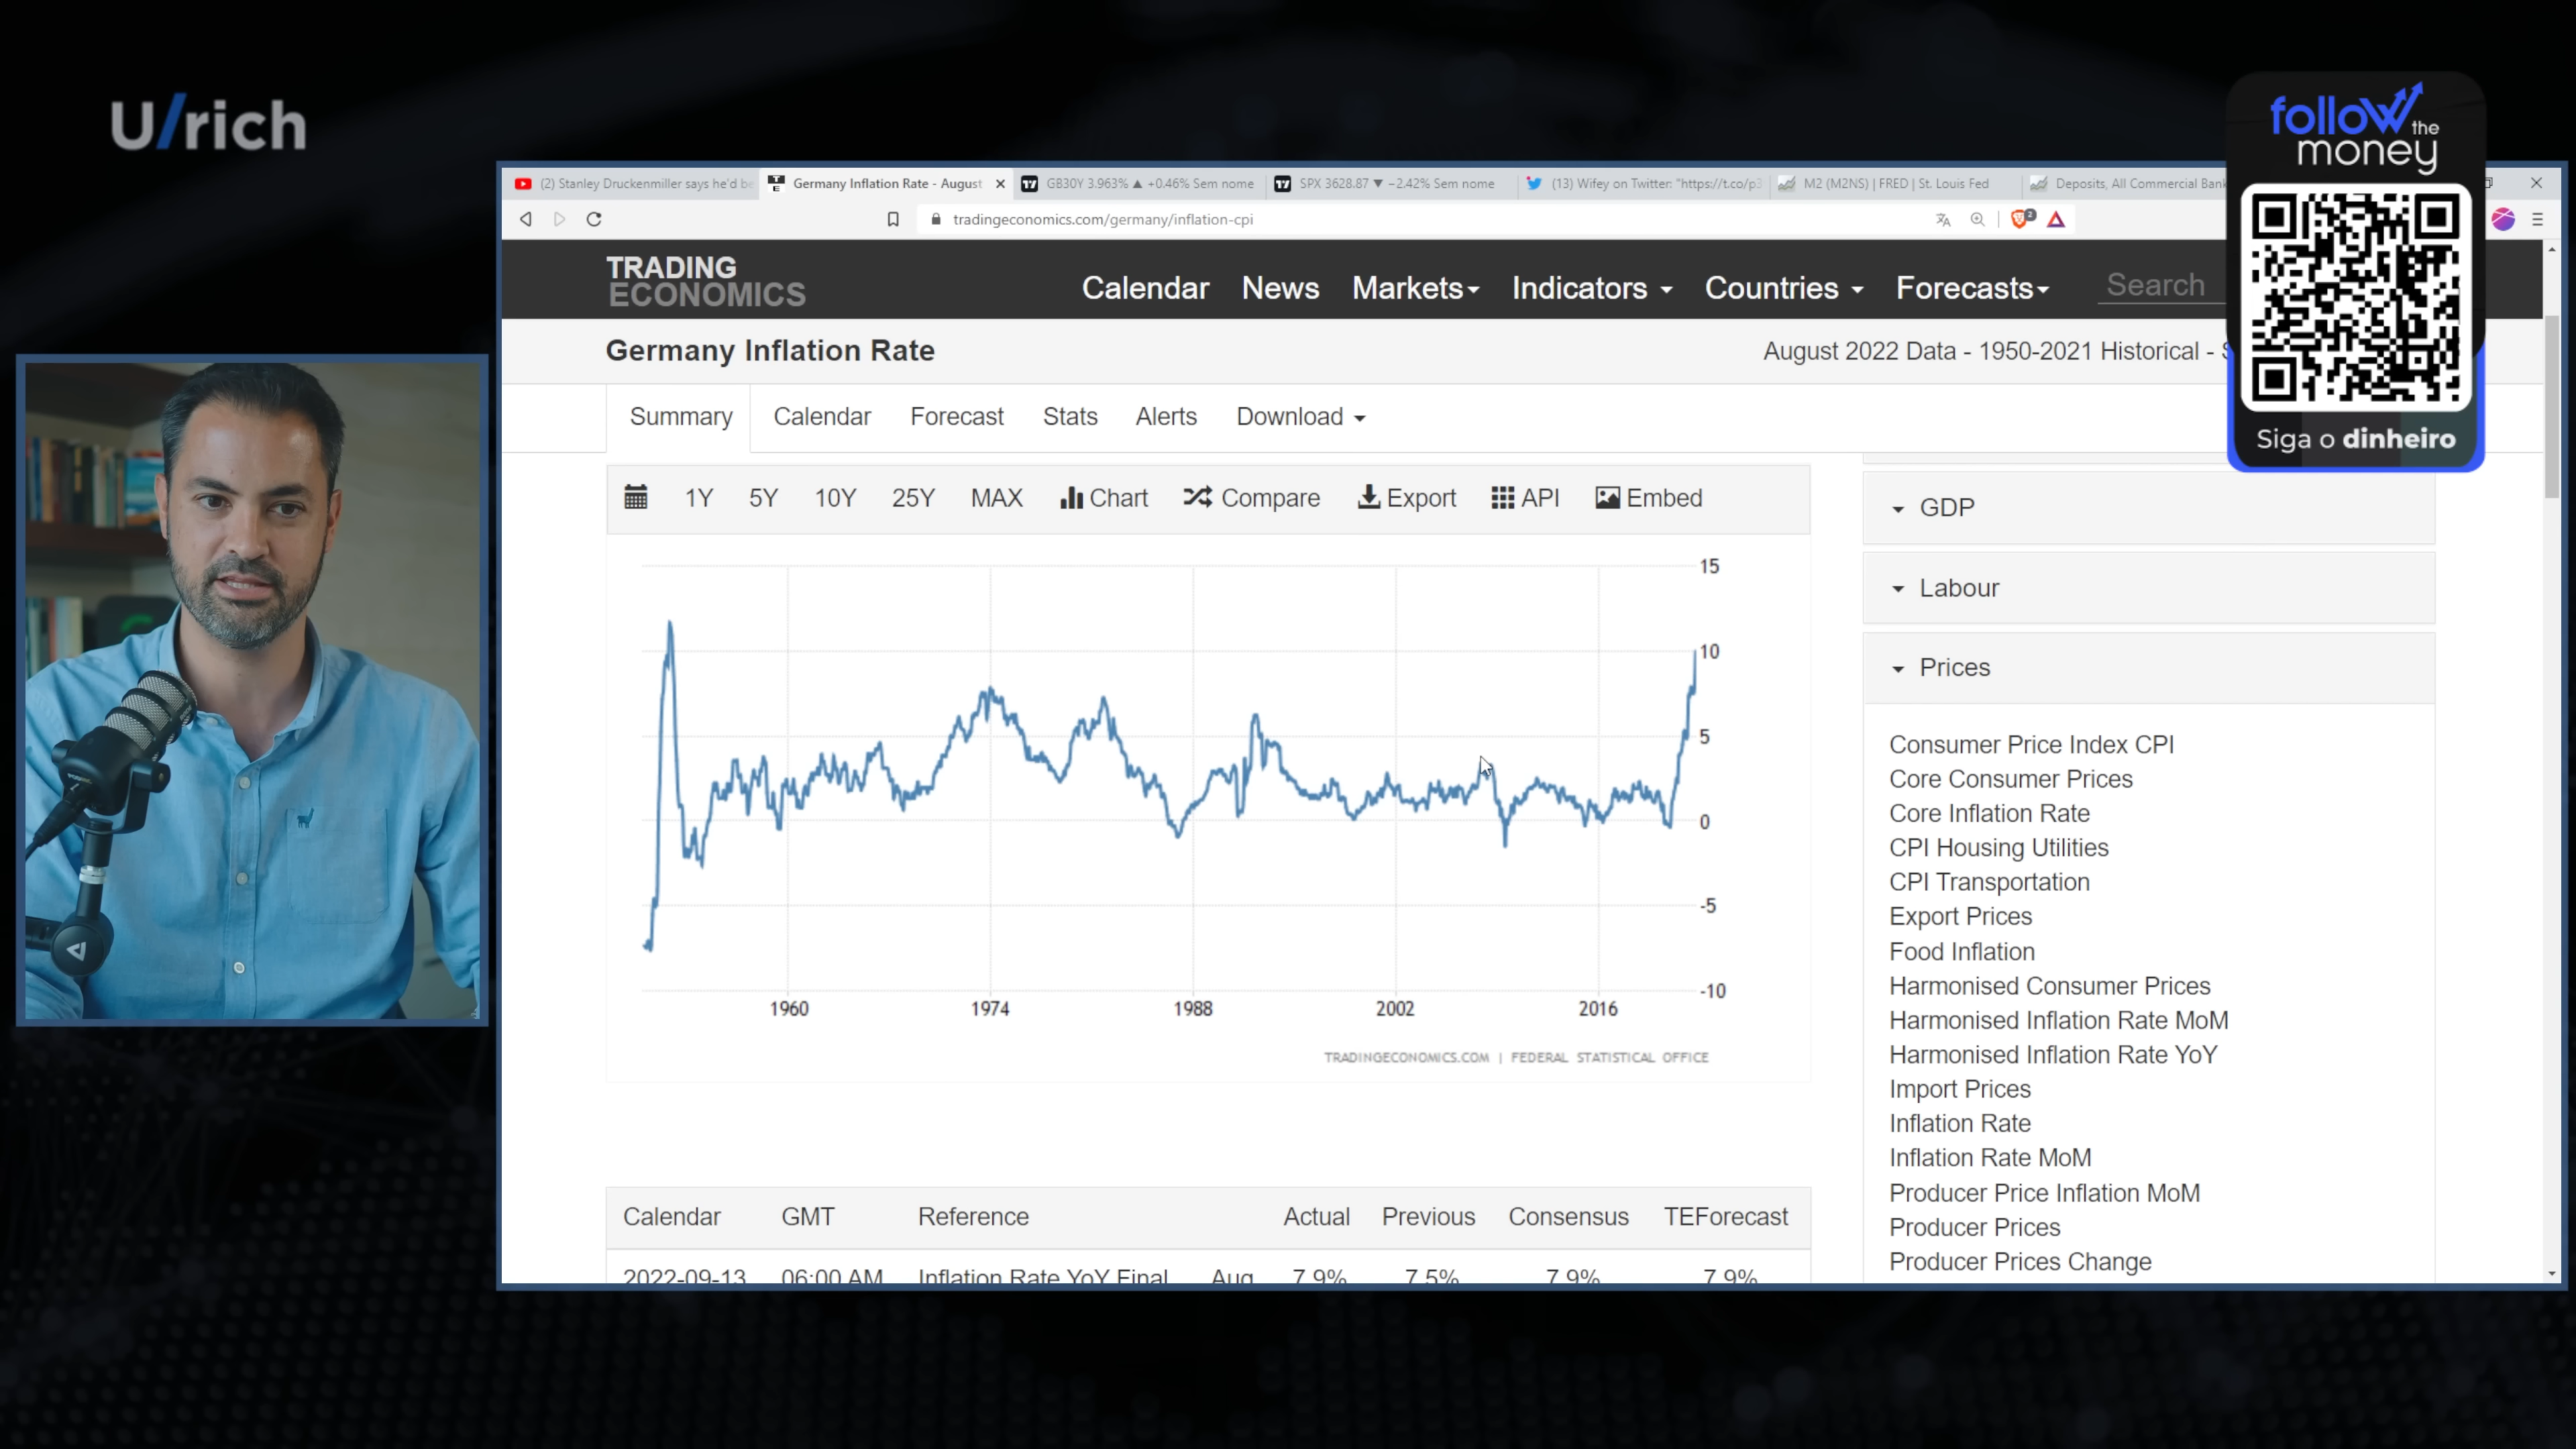 U/rich
follow the money
Siga o dinheiro
(2) Stanley Druckenmiller says he'd be
Germany Inflation Rate - August
GB30Y 3.963% ▲ +0.46% Sem nome
SPX 3628.87 ▼ −2.42% Sem nome
(13) Wifey on Twitter: "https://t.co/p3
M2 (M2NS) | FRED | St. Louis Fed
Deposits, All Commercial Bank
tradingeconomics.com/germany/inflation-cpi
2
TRADING ECONOMICS
Calendar News Markets Indicators Countries Forecasts Search
Germany Inflation Rate
August 2022 Data - 1950-2021 Historical -
Summary Calendar Forecast Stats Alerts Download
1Y 5Y 10Y 25Y MAX Chart Compare Export API Embed
15
10
5
0
-5
-10
1960 1974 1988 2002 2016
TRADINGECONOMICS.COM | FEDERAL STATISTICAL OFFICE
Calendar GMT Reference Actual Previous Consensus TEForecast
2022-09-13 06:00 AM Inflation Rate YoY Final Aug 7.9% 7.5% 7.9% 7.9%
GDP
Labour
Prices
Consumer Price Index CPI
Core Consumer Prices
Core Inflation Rate
CPI Housing Utilities
CPI Transportation
Export Prices
Food Inflation
Harmonised Consumer Prices
Harmonised Inflation Rate MoM
Harmonised Inflation Rate YoY
Import Prices
Inflation Rate
Inflation Rate MoM
Producer Price Inflation MoM
Producer Prices
Producer Prices Change